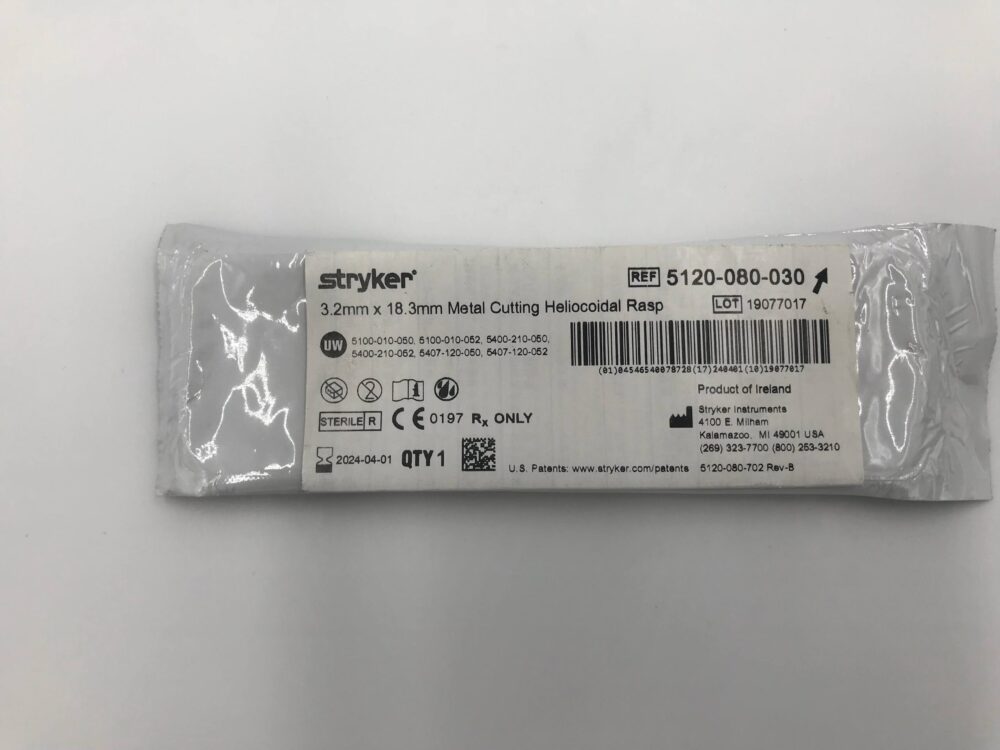 stryker®
REF 5120-080-030
3.2mm x 18.3mm Metal Cutting Heliocoidal Rasp
LOT 19077017
UW 5100-010-050, 5100-010-052, 5400-210-050,
5400-210-052, 5407-120-050, 5407-120-052
(01)04546540078728(17)240401(10)19077017
2
Product of Ireland
STERILE R CE 0197 Rx ONLY
Stryker Instruments
4100 E. Milham
Kalamazoo, MI 49001 USA
(269) 323-7700 (800) 253-3210
2024-04-01 QTY 1
U.S. Patents: www.stryker.com/patents 5120-080-702 Rev-B